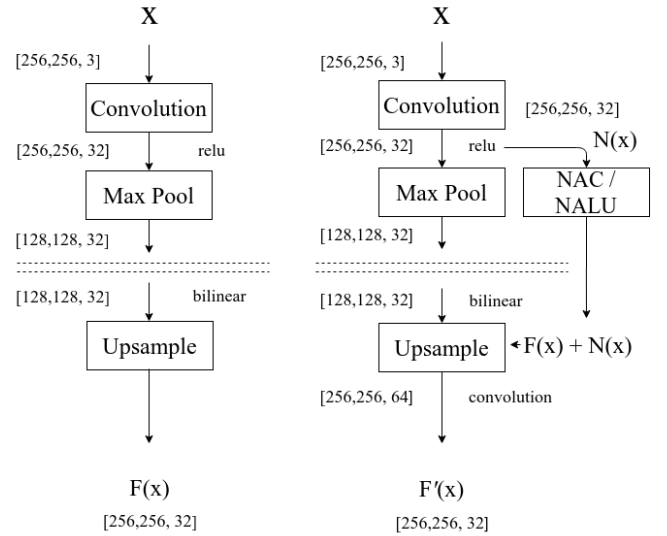 X
[256,256, 3]
Convolution
[256,256, 32]
relu
Max Pool
[128,128, 32]
[128,128, 32]
bilinear
Upsample
F(x)
[256,256, 32]
X
[256,256, 3]
Convolution
[256,256, 32]
[256,256, 32]
relu
N(x)
Max Pool
NAC /
NALU
[128,128, 32]
[128,128, 32]
bilinear
Upsample
F(x) + N(x)
[256,256, 64]
convolution
F'(x)
[256,256, 32]